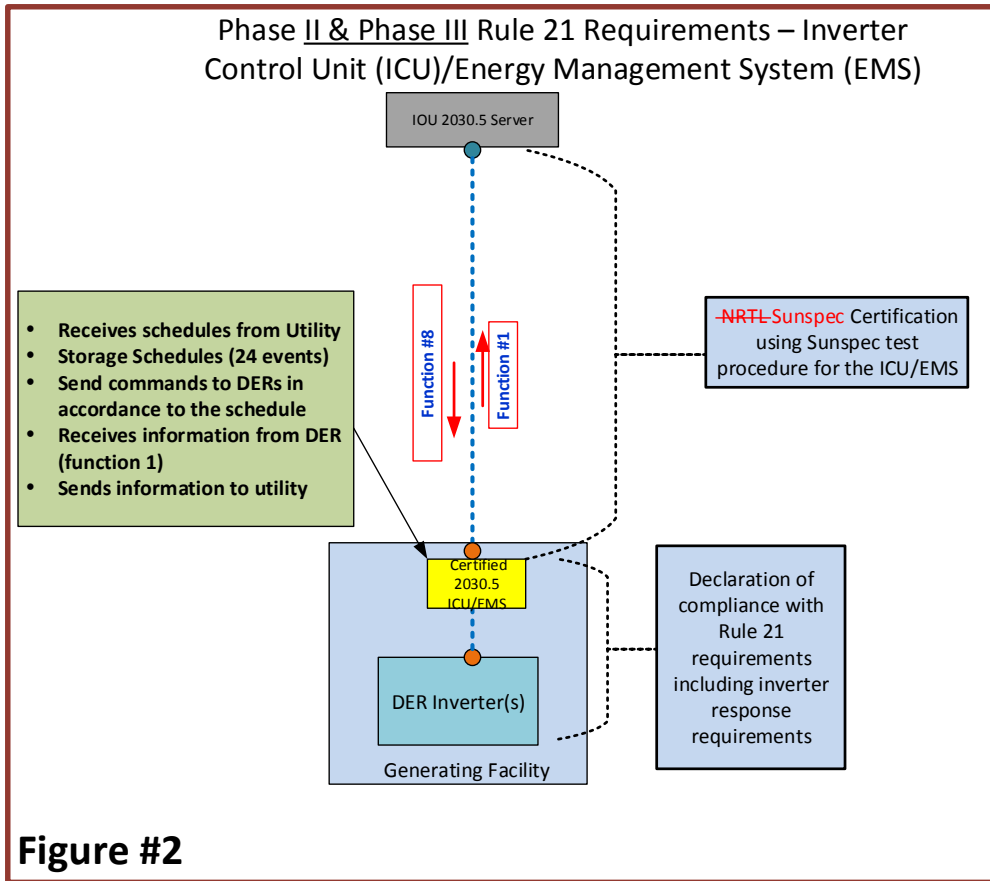 Phase II & Phase III Rule 21 Requirements – Inverter
Control Unit (ICU)/Energy Management System (EMS)
IOU 2030.5 Server
• Receives schedules from Utility
• Storage Schedules (24 events)
• Send commands to DERs in
accordance to the schedule
• Receives information from DER
(function 1)
• Sends information to utility
Function #8
Function #1
NRTL Sunspec Certification
using Sunspec test
procedure for the ICU/EMS
Certified
2030.5
ICU/EMS
DER Inverter(s)
Generating Facility
Declaration of
compliance with
Rule 21
requirements
including inverter
response
requirements
Figure #2